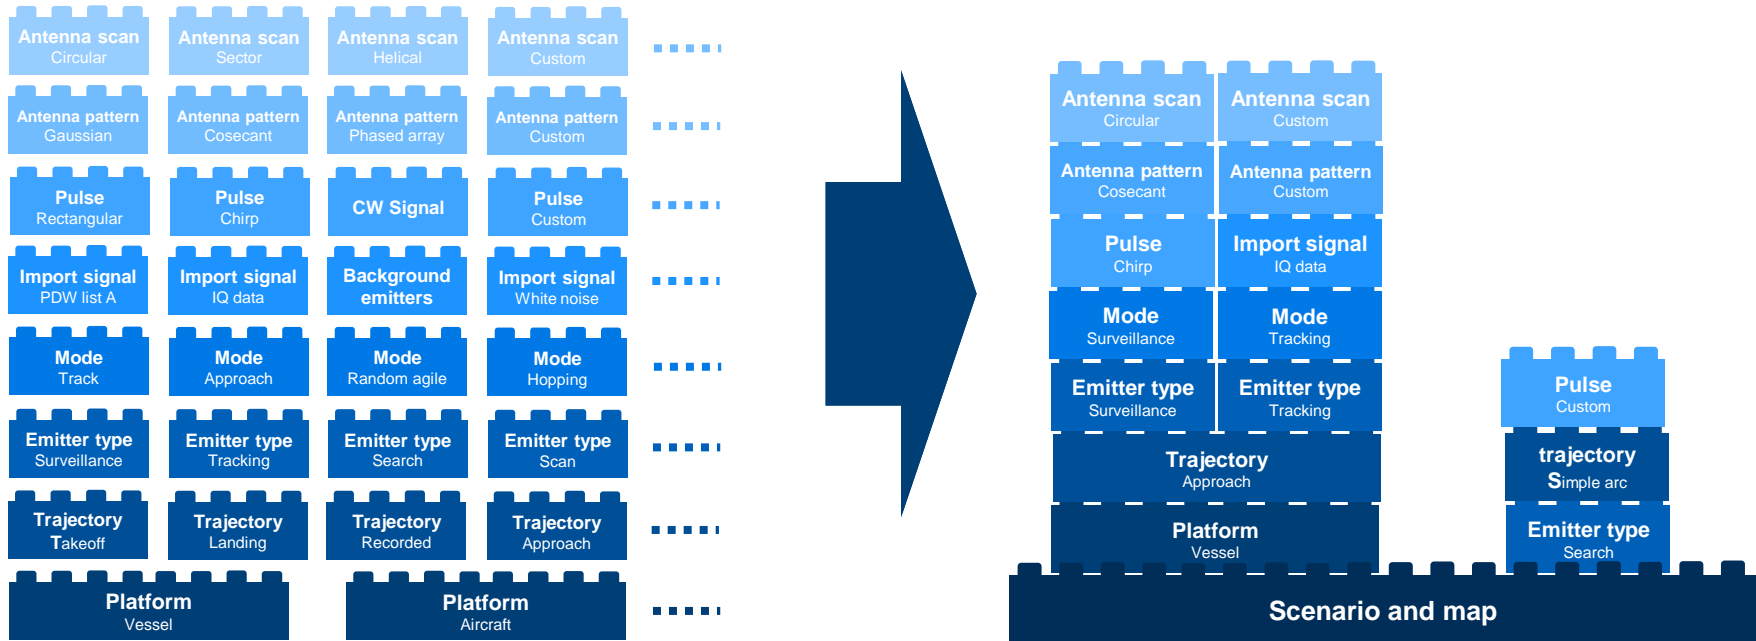 Antenna scan
Circular
Antenna scan
Sector
Antenna scan
Helical
Antenna scan
Custom
Antenna pattern
Gaussian
Antenna pattern
Cosecant
Antenna pattern
Phased array
Antenna pattern
Custom
Pulse
Rectangular
Pulse
Chirp
CW Signal
Pulse
Custom
Import signal
PDW list A
Import signal
IQ data
Background
emitters
Import signal
White noise
Mode
Track
Mode
Approach
Mode
Random agile
Mode
Hopping
Emitter type
Surveillance
Emitter type
Tracking
Emitter type
Search
Emitter type
Scan
Trajectory
Takeoff
Trajectory
Landing
Trajectory
Recorded
Trajectory
Approach
Platform
Vessel
Platform
Aircraft
Antenna scan
Circular
Antenna scan
Custom
Antenna pattern
Cosecant
Antenna pattern
Custom
Pulse
Chirp
Import signal
IQ data
Mode
Surveillance
Mode
Tracking
Emitter type
Surveillance
Emitter type
Tracking
Trajectory
Approach
Platform
Vessel
Pulse
Custom
trajectory
Simple arc
Emitter type
Search
Scenario and map